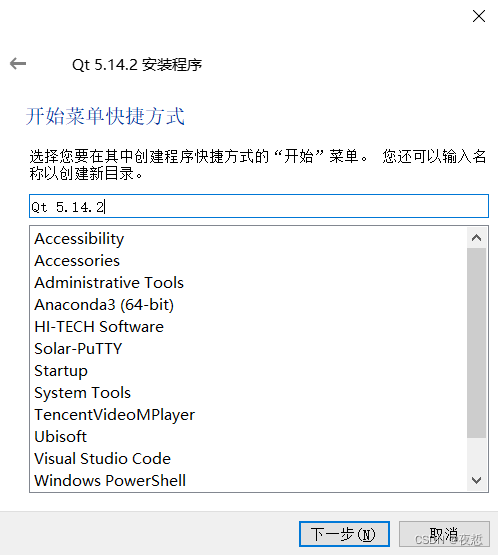 Qt 5.14.2 安装程序
开始菜单快捷方式
选择您要在其中创建程序快捷方式的“开始”菜单。 您还可以输入名
称以创建新目录。
Qt 5.14.2
Accessibility
Accessories
Administrative Tools
Anaconda3 (64-bit)
HI-TECH Software
Solar-PuTTY
Startup
System Tools
TencentVideoMPlayer
Ubisoft
Visual Studio Code
Windows PowerShell
下一步(N)
取消
CSDN @夜愆